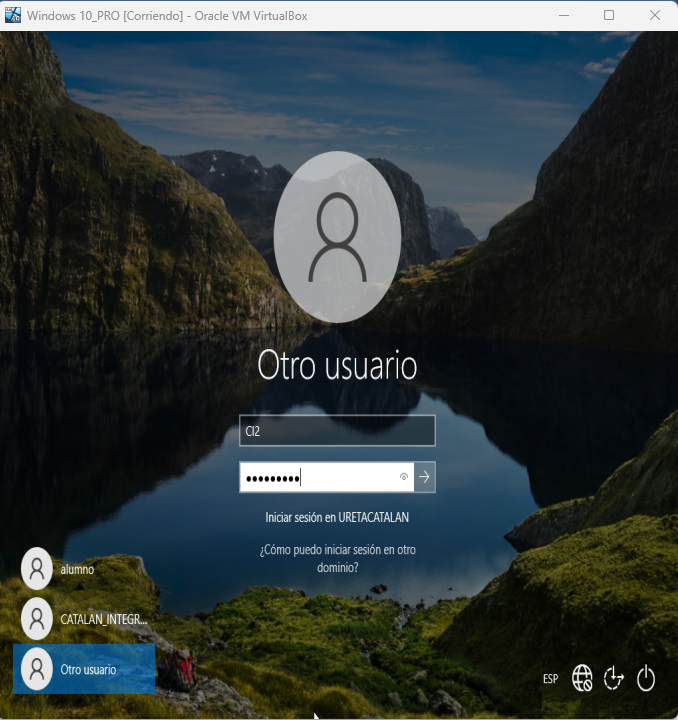 Windows 10_PRO [Corriendo] - Oracle VM VirtualBox
Otro usuario
CI2
Iniciar sesión en URETACATALAN
¿Cómo puedo iniciar sesión en otro
dominio?
alumno
CATALAN_INTEGR...
Otro usuario
ESP